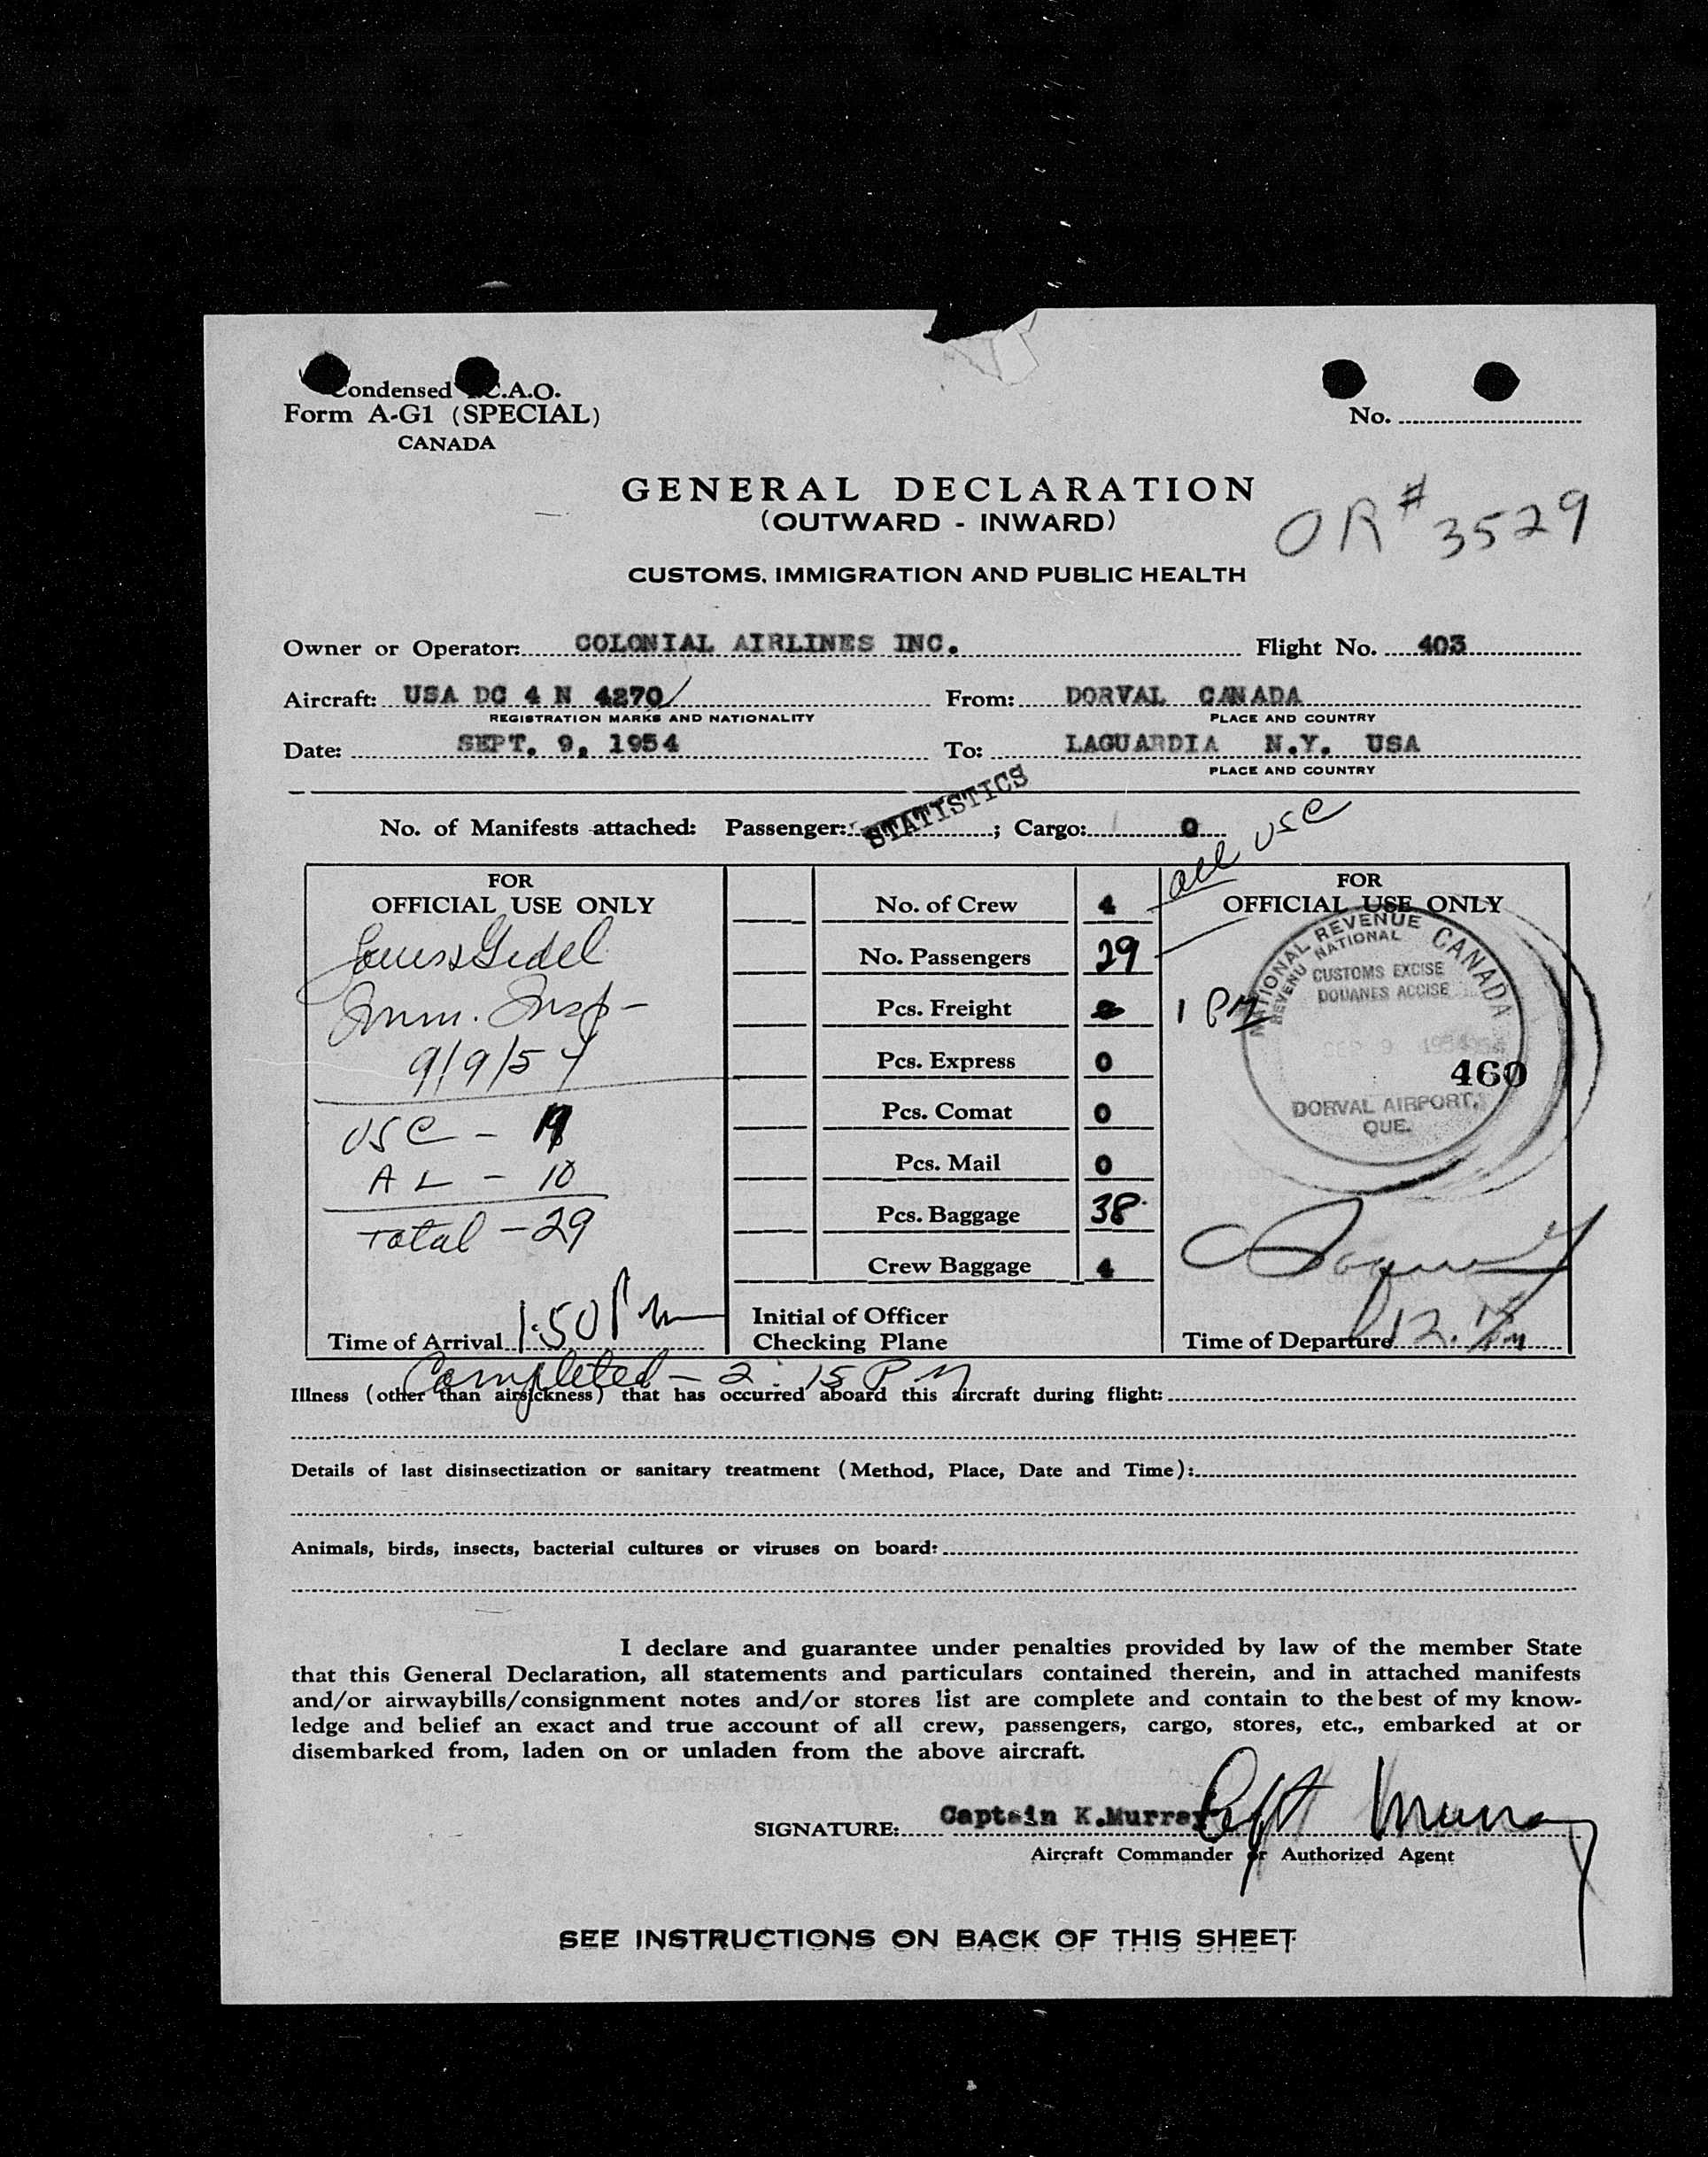 Condensed I.C.A.O.
Form A-G1 (SPECIAL)
CANADA
No.
GENERAL DECLARATION
(OUTWARD - INWARD)
OR # 3529
CUSTOMS, IMMIGRATION AND PUBLIC HEALTH
Owner or Operator: COLONIAL AIRLINES INC. Flight No. 403
Aircraft: USA DC 4 N 4270 From: DORVAL CANADA
REGISTRATION MARKS AND NATIONALITY PLACE AND COUNTRY
Date: SEPT. 9, 1954 To: LAGUARDIA N.Y. USA
PLACE AND COUNTRY
No. of Manifests attached: Passenger: STATISTICS ; Cargo: 0
all USC
FOR
OFFICIAL USE ONLY
Imm. Insp-
9/9/54
USC -
AL - 10
Total - 29
Time of Arrival 1:50 Pm
No. of Crew 4
No. Passengers 29
Pcs. Freight 0
Pcs. Express 0
Pcs. Comat 0
Pcs. Mail 0
Pcs. Baggage 38
Crew Baggage 4
Initial of Officer
Checking Plane
FOR
OFFICIAL USE ONLY
1 PM
NATIONAL REVENUE CANADA
REVENU NATIONAL
CUSTOMS EXCISE
DOUANES ACCISE
SEP 9 1954
460
DORVAL AIRPORT,
QUE.
Time of Departure
Completed - 2:15 PM
Illness (other than airsickness) that has occurred aboard this aircraft during flight:
Details of last disinsectization or sanitary treatment (Method, Place, Date and Time):
Animals, birds, insects, bacterial cultures or viruses on board:
I declare and guarantee under penalties provided by law of the member State
that this General Declaration, all statements and particulars contained therein, and in attached manifests
and/or airwaybills/consignment notes and/or stores list are complete and contain to the best of my know-
ledge and belief an exact and true account of all crew, passengers, cargo, stores, etc., embarked at or
disembarked from, laden on or unladen from the above aircraft.
SIGNATURE: Captain K.Murray Capt Murray
Aircraft Commander or Authorized Agent
SEE INSTRUCTIONS ON BACK OF THIS SHEET